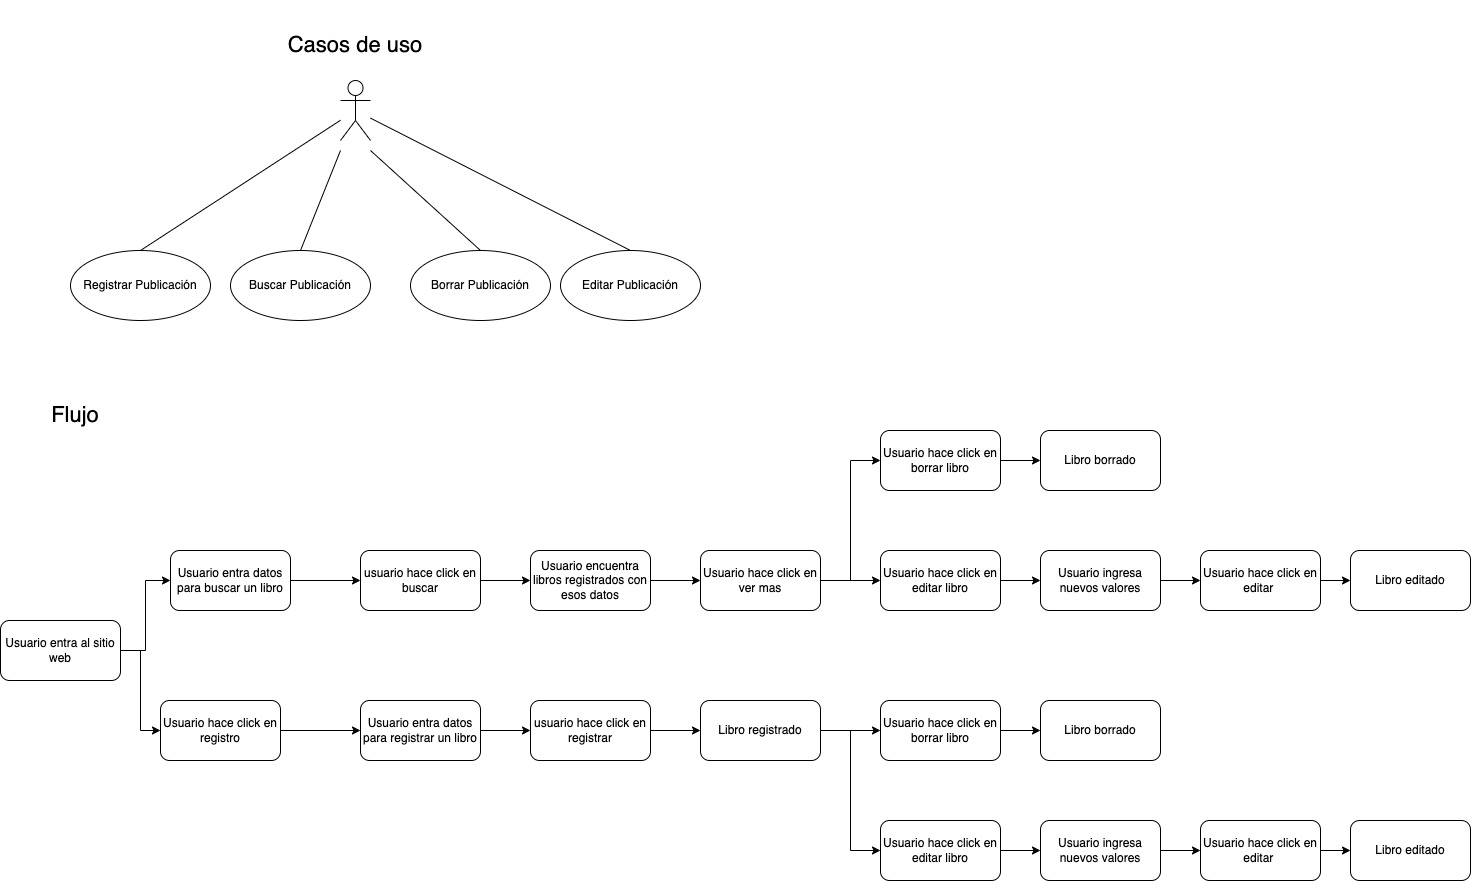 Casos de uso
Registrar Publicación
Buscar Publicación
Borrar Publicación
Editar Publicación
Flujo
Usuario hace click en
borrar libro
Libro borrado
Usuario entra datos
para buscar un libro
usuario hace click en
buscar
Usuario encuentra
libros registrados con
esos datos
Usuario hace click en
ver mas
Usuario hace click en
editar libro
Usuario ingresa
nuevos valores
Usuario hace click en
editar
Libro editado
Usuario entra al sitio
web
Usuario hace click en
registro
Usuario entra datos
para registrar un libro
usuario hace click en
registrar
Libro registrado
Usuario hace click en
borrar libro
Libro borrado
Usuario hace click en
editar libro
Usuario ingresa
nuevos valores
Usuario hace click en
editar
Libro editado